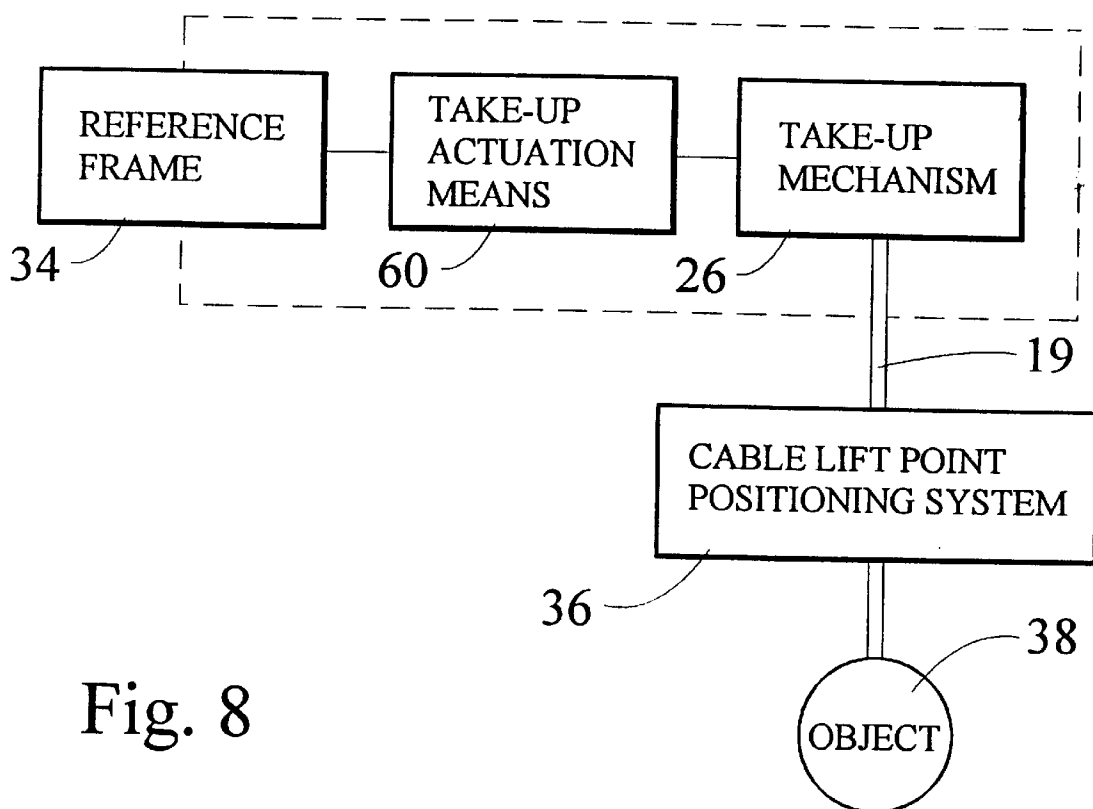 REFERENCE
FRAME
TAKE-UP
ACTUATION
MEANS
TAKE-UP
MECHANISM
34
60
26
19
CABLE LIFT POINT
POSITIONING SYSTEM
36
38
OBJECT
Fig. 8